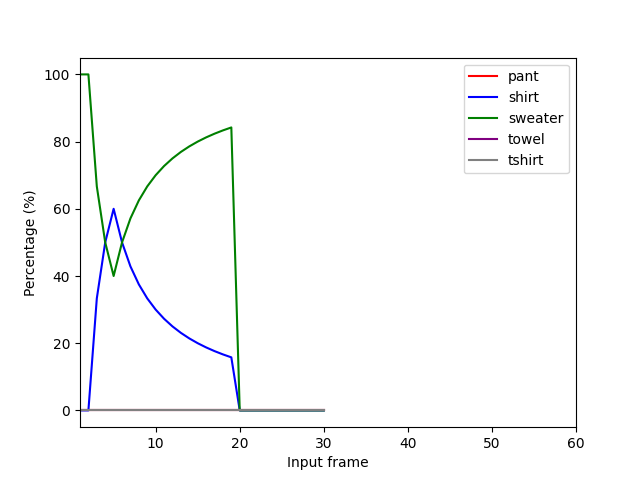 pant
shirt
sweater
towel
tshirt
100
80
60
40
20
0
Percentage (%)
10 20 30 40 50 60
Input frame